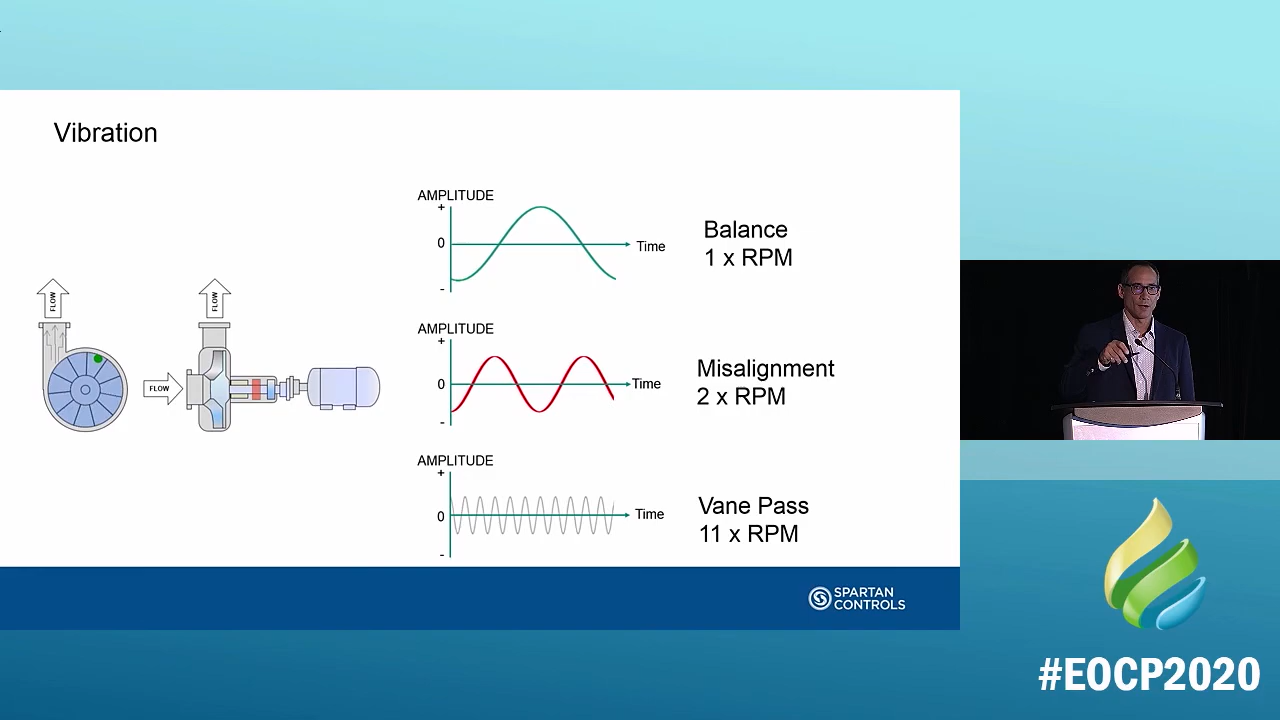 Vibration
AMPLITUDE
+
0
-
Time
Balance
1 x RPM
AMPLITUDE
+
0
-
Time
Misalignment
2 x RPM
AMPLITUDE
+
0
-
Time
Vane Pass
11 x RPM
FLOW
FLOW
FLOW
SPARTAN
CONTROLS
#EOCP2020